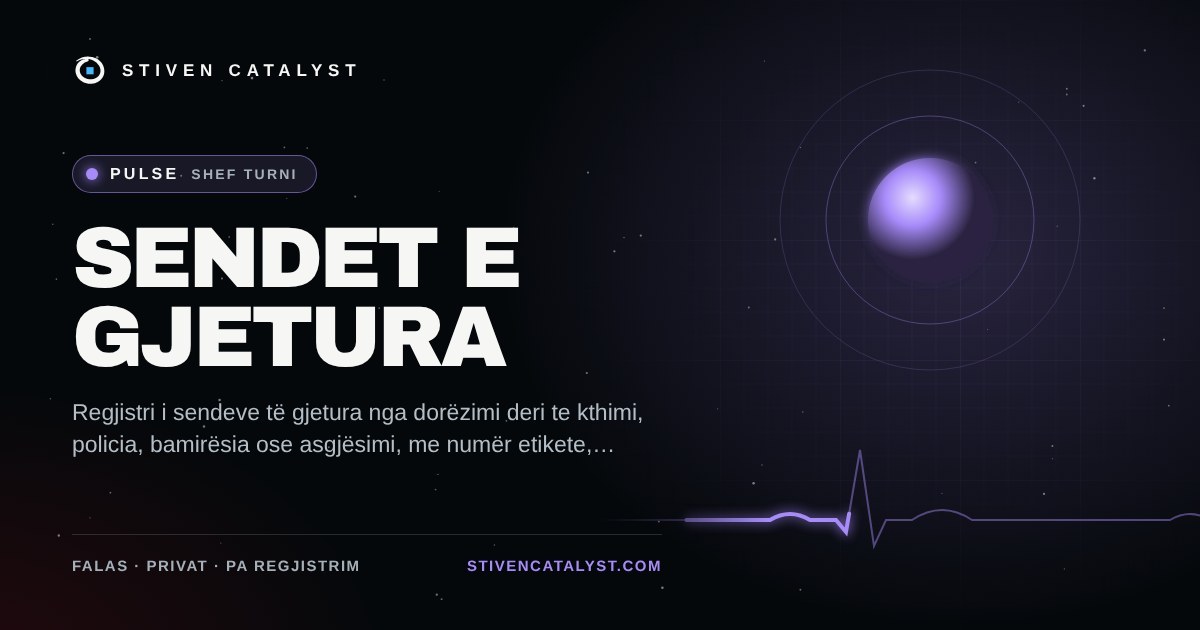 STIVEN CATALYST
PULSE · SHEF TURNI
SENDET E
GJETURA
Regjistri i sendeve të gjetura nga dorëzimi deri te kthimi,
policia, bamirësia ose asgjësimi, me numër etikete,…
FALAS · PRIVAT · PA REGJISTRIM
STIVENCATALYST.COM